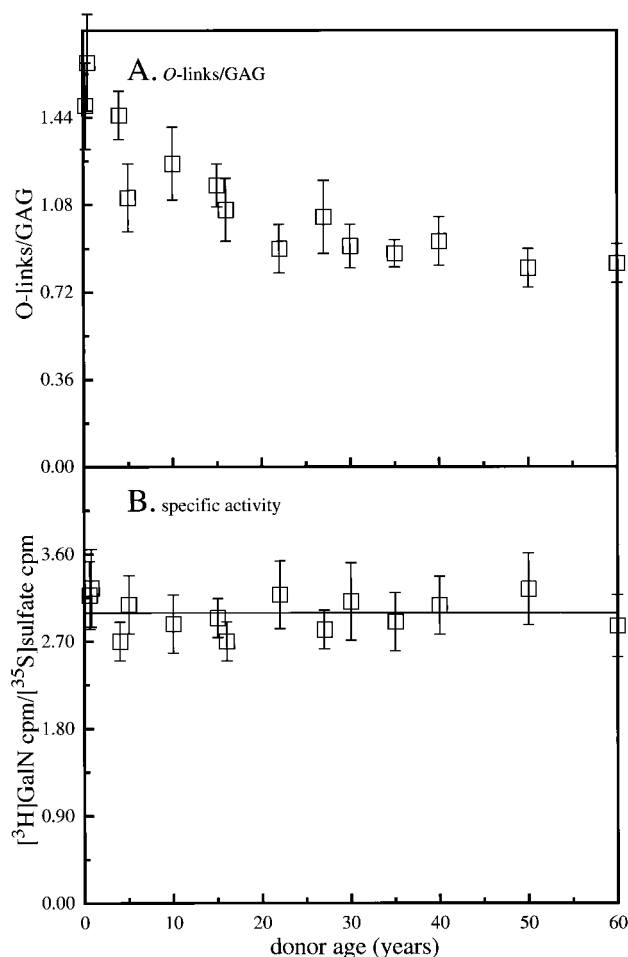 A. O-links/GAG
1.44
1.08
0.72
0.36
0.00
O-links/GAG
B. specific activity
3.60
2.70
1.80
0.90
0.00
[³H]GalN cpm/[³⁵S]sulfate cpm
0 10 20 30 40 50 60
donor age (years)